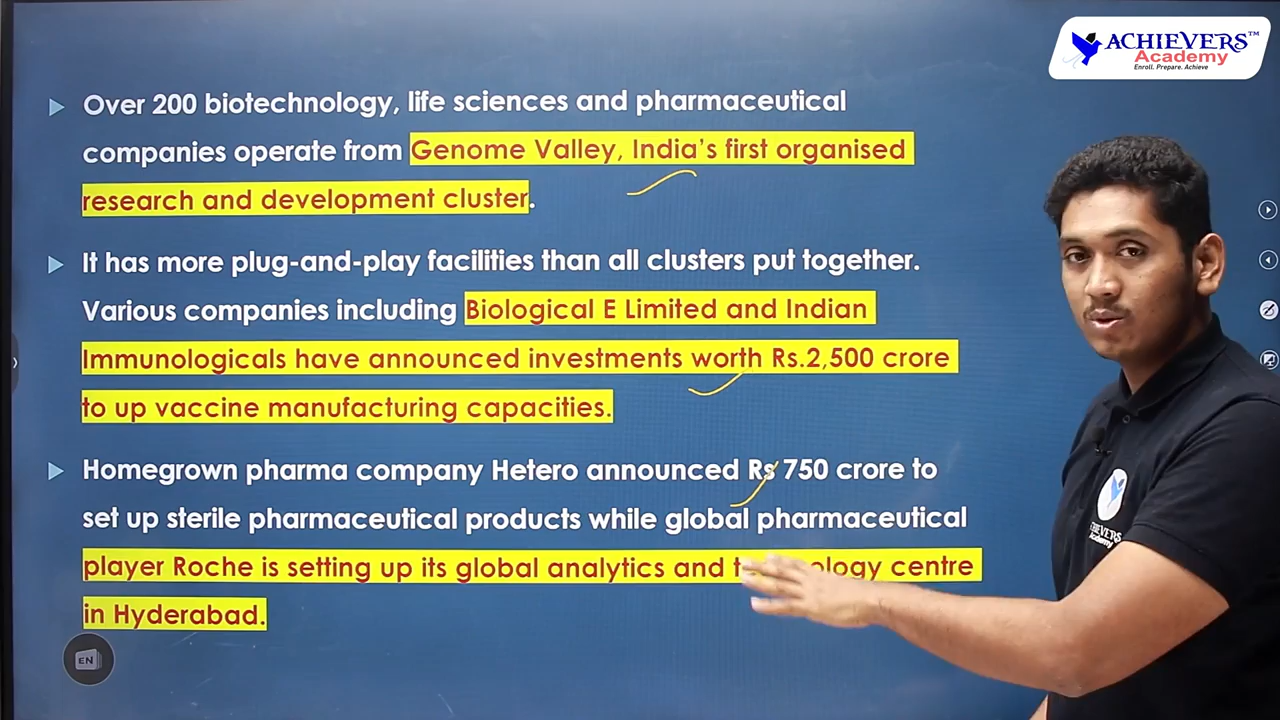 ACHIEVERS™
Academy
Enroll. Prepare. Achieve
Over 200 biotechnology, life sciences and pharmaceutical
companies operate from Genome Valley, India's first organised
research and development cluster.
It has more plug-and-play facilities than all clusters put together.
Various companies including Biological E Limited and Indian
Immunologicals have announced investments worth Rs.2,500 crore
to up vaccine manufacturing capacities.
Homegrown pharma company Hetero announced Rs 750 crore to
set up sterile pharmaceutical products while global pharmaceutical
player Roche is setting up its global analytics and centre
in Hyderabad.
EN
ACHIEVERS
Academy